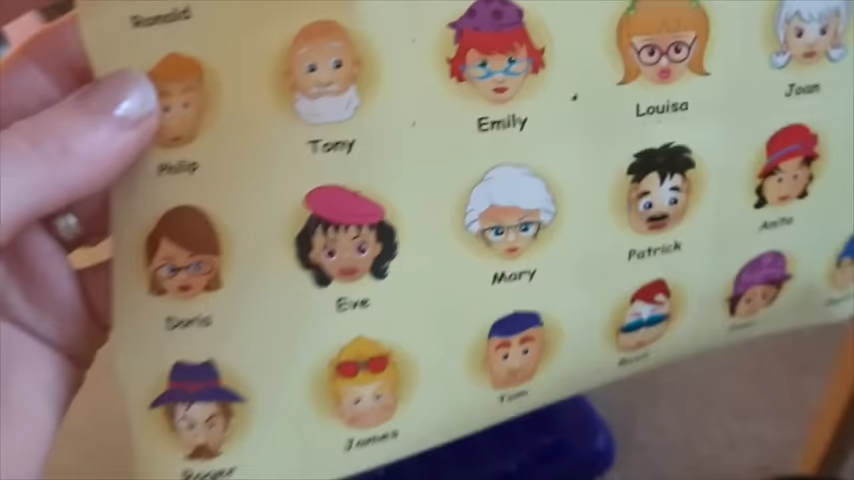 Ronald
Philip
Tony
Emily
Louisa
Joan
Doris
Eve
Mary
Patrick
Anita
Roger
James
Tom